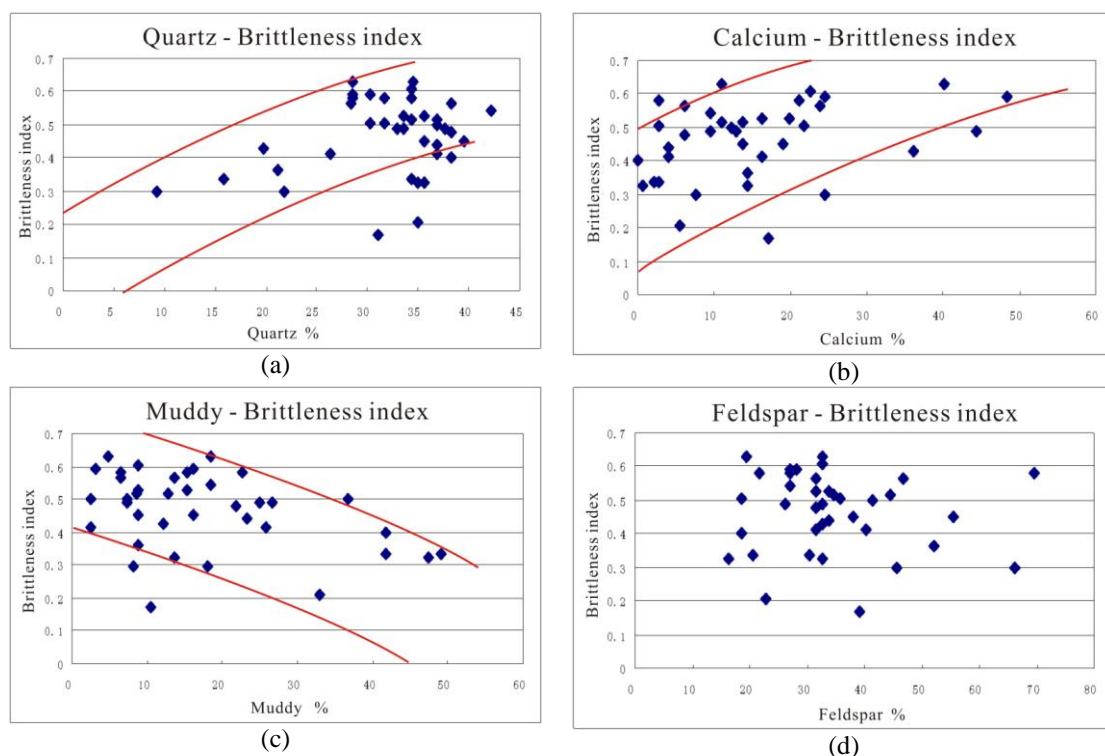 Quartz - Brittleness index
Brittleness index
0.7
0.6
0.5
0.4
0.3
0.2
0.1
0
0 5 10 15 20 25 30 35 40 45
Quartz %
(a)
Calcium - Brittleness index
Brittleness index
0.7
0.6
0.5
0.4
0.3
0.2
0.1
0
0 10 20 30 40 50 60
Calcium %
(b)
Muddy - Brittleness index
Brittleness index
0.7
0.6
0.5
0.4
0.3
0.2
0.1
0
0 10 20 30 40 50 60
Muddy %
(c)
Feldspar - Brittleness index
Brittleness index
0.7
0.6
0.5
0.4
0.3
0.2
0.1
0
0 10 20 30 40 50 60 70 80
Feldspar %
(d)